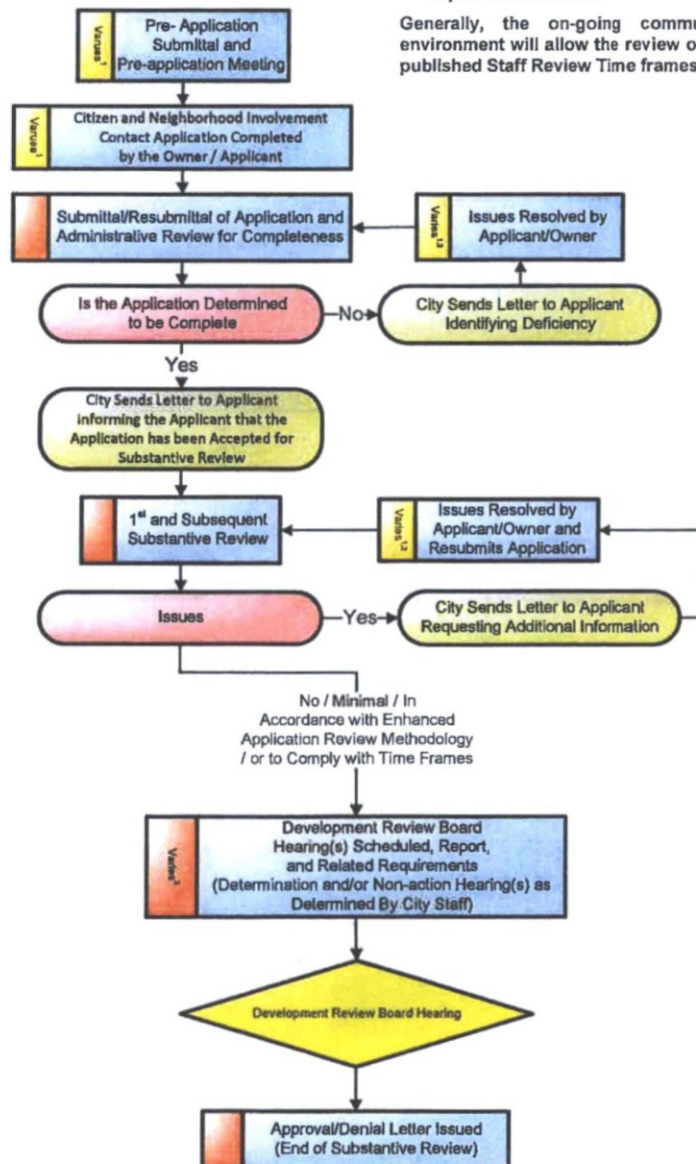 Generally, the on-going comm
environment will allow the review o
published Staff Review Time frames
Pre- Application
Submittal and
Pre-application Meeting
Varues¹
Citizen and Neighborhood Involvement
Contact Application Completed
by the Owner / Applicant
Varues¹
Submittal/Resubmittal of Application and
Administrative Review for Completeness
Issues Resolved by
Applicant/Owner
Is the Application Determined
to be Complete
No
City Sends Letter to Applicant
Identifying Deficiency
Yes
City Sends Letter to Applicant
informing the Applicant that the
Application has been Accepted for
Substantive Review
1st and Subsequent
Substantive Review
Varies¹,²
Issues Resolved by
Applicant/Owner and
Resubmits Application
Issues
Yes
City Sends Letter to Applicant
Requesting Additional Information
No / Minimal / In
Accordance with Enhanced
Application Review Methodology
/ or to Comply with Time Frames
Development Review Board
Hearing(s) Scheduled, Report,
and Related Requirements
(Determination and/or Non-action Hearing(s) as
Determined By City Staff)
Development Review Board Hearing
Approval/Denial Letter Issued
(End of Substantive Review)